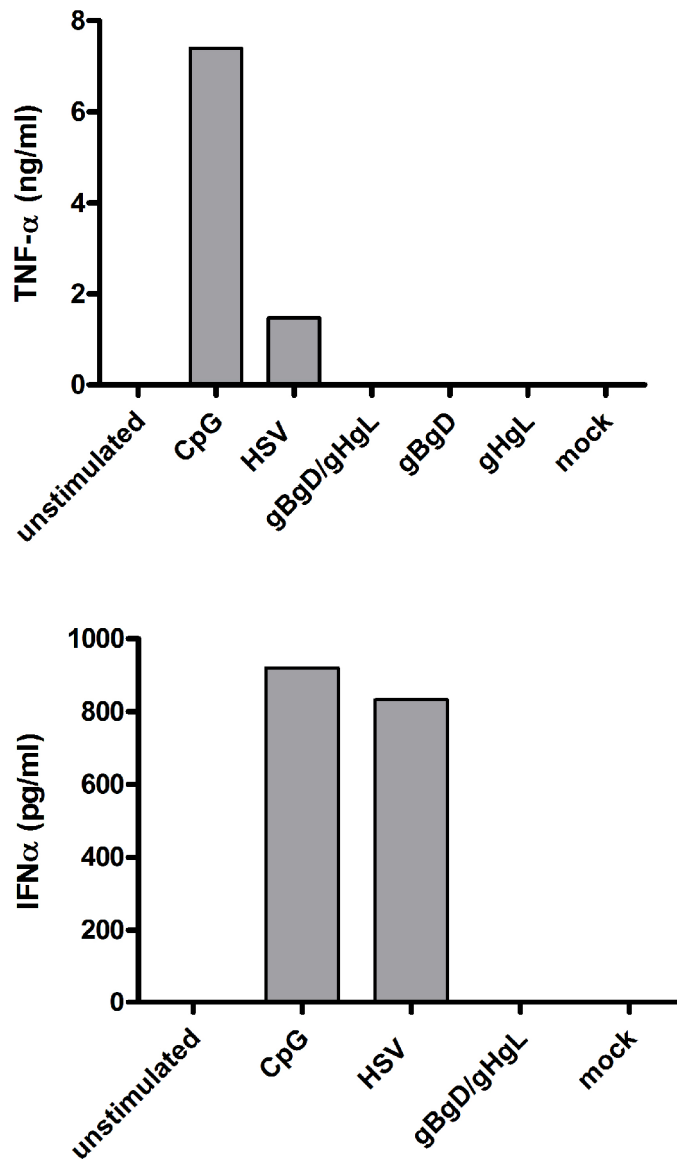 TNF-α (ng/ml)
8
6
4
2
0
unstimulated
CpG
HSV
gBgD/gHgL
gBgD
gHgL
mock
IFNα (pg/ml)
1000
800
600
400
200
0
unstimulated
CpG
HSV
gBgD/gHgL
mock